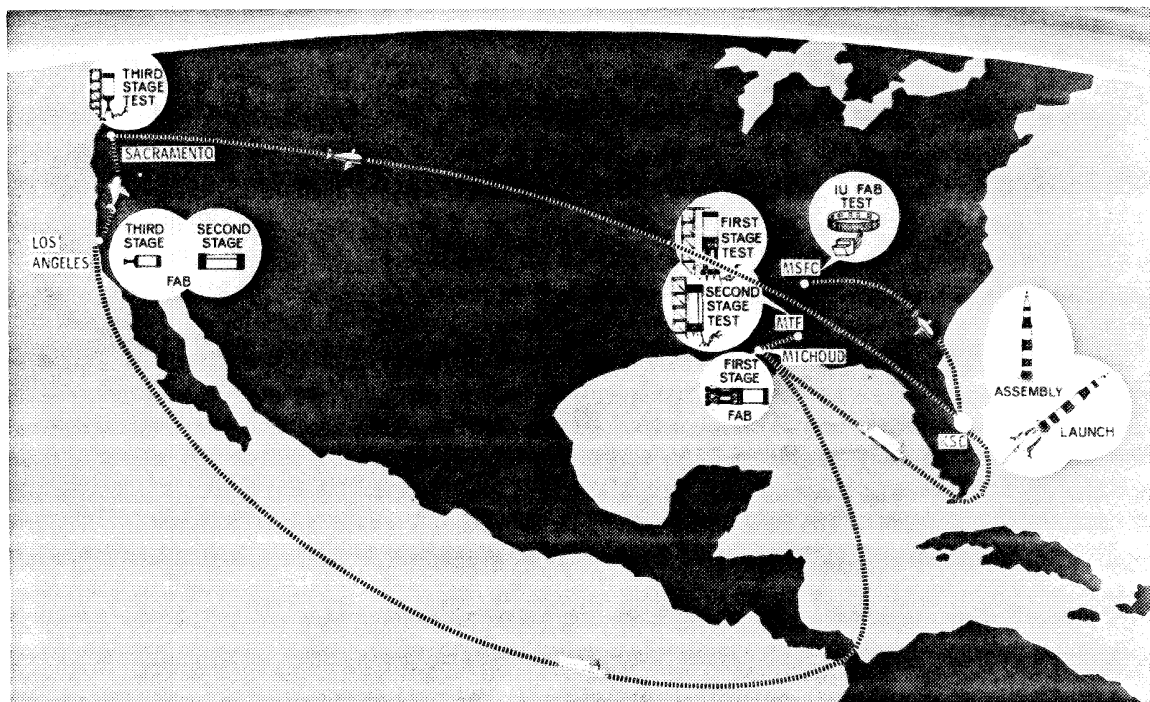 THIRD
STAGE
TEST
SACRAMENTO
LOS
ANGELES
THIRD
STAGE
SECOND
STAGE
FAB
FIRST
STAGE
TEST
SECOND
STAGE
TEST
IU FAB
TEST
MSFC
MTF
MICHOUD
FIRST
STAGE
FAB
KSC
ASSEMBLY
LAUNCH